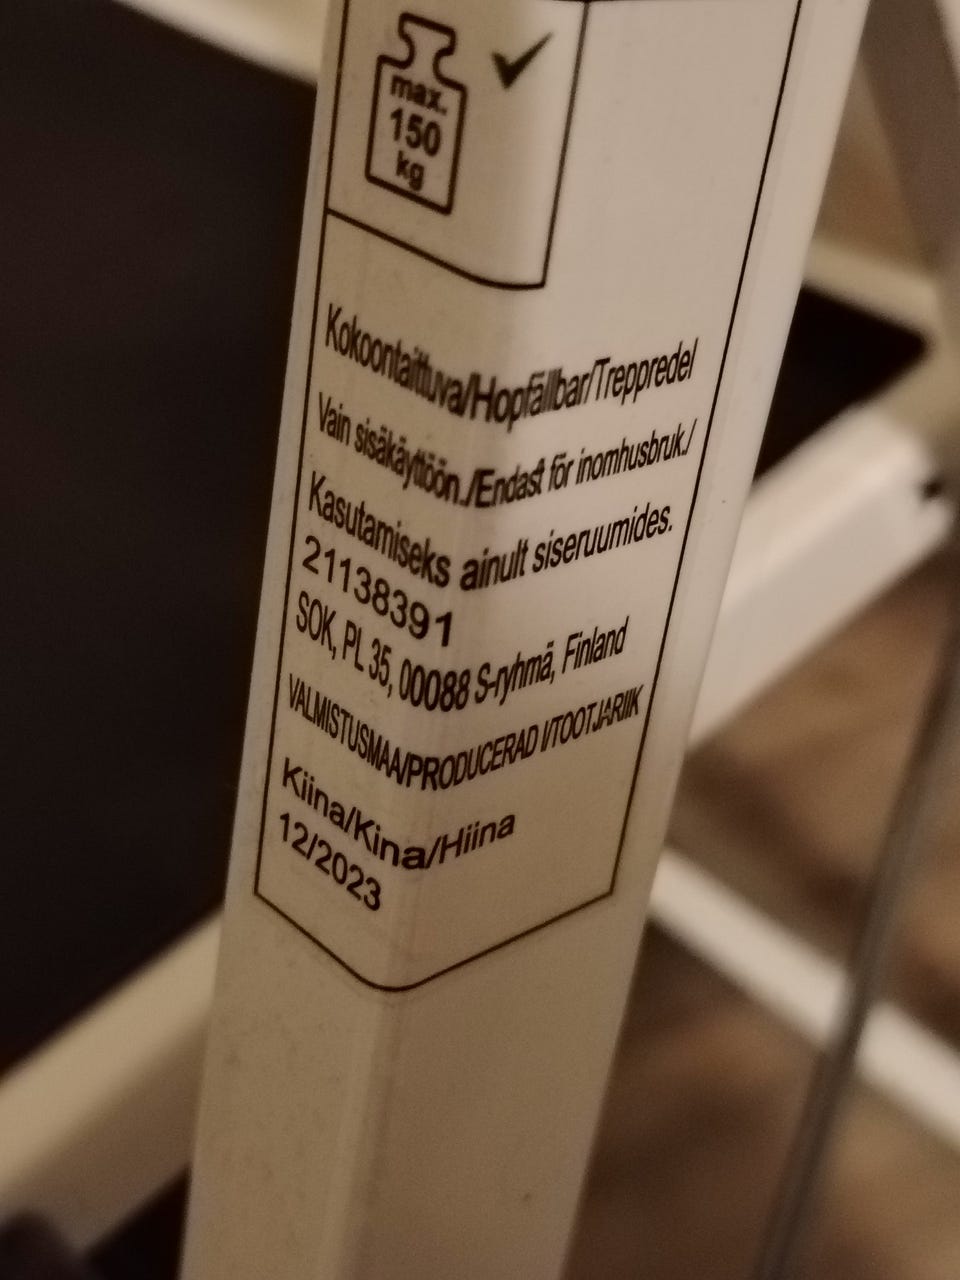 max.
150
kg
Kokoontaittuva/Hopfällbar/Treppredel
Vain sisäkäyttöön./Endast för inomhusbruk./
Kasutamiseks ainult siseruumides.
21138391
SOK, PL 35, 00088 S-ryhmä, Finland
VALMISTUSMAA/PRODUCERAD I/TOOTJARIIK
Kiina/Kina/Hiina
12/2023